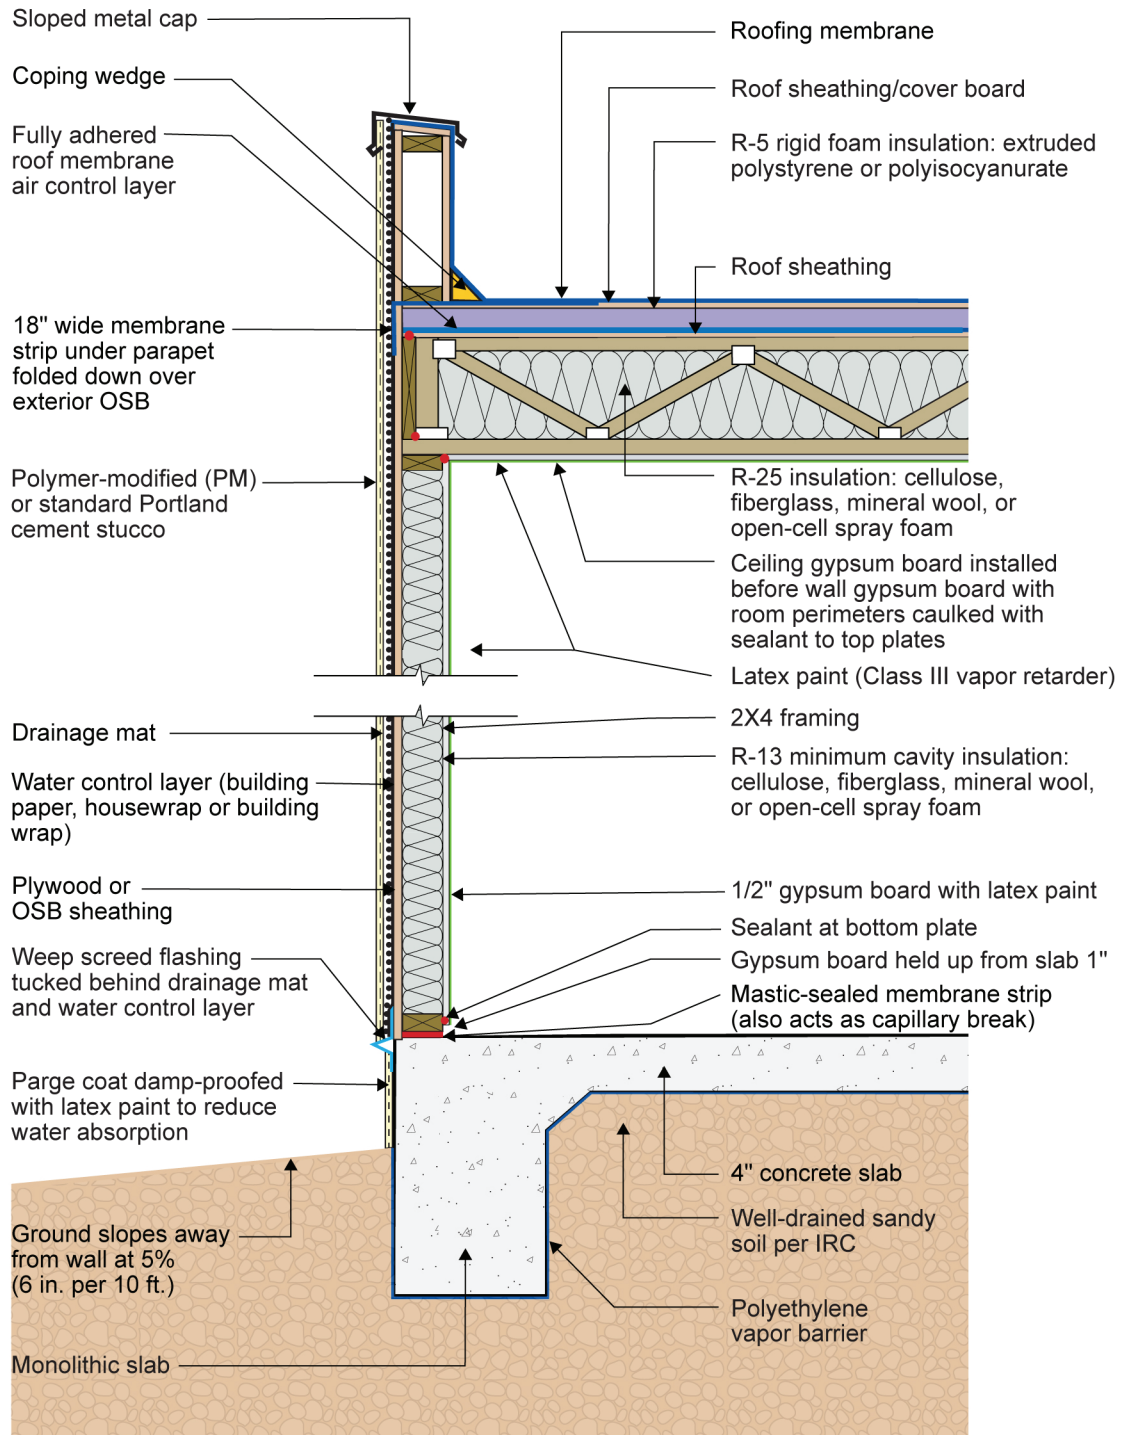 Sloped metal cap
Coping wedge
Fully adhered
roof membrane
air control layer
18" wide membrane
strip under parapet
folded down over
exterior OSB
Polymer-modified (PM)
or standard Portland
cement stucco
Drainage mat
Water control layer (building
paper, housewrap or building
wrap)
Plywood or
OSB sheathing
Weep screed flashing
tucked behind drainage mat
and water control layer
Parge coat damp-proofed
with latex paint to reduce
water absorption
Ground slopes away
from wall at 5%
(6 in. per 10 ft.)
Monolithic slab
Roofing membrane
Roof sheathing/cover board
R-5 rigid foam insulation: extruded
polystyrene or polyisocyanurate
Roof sheathing
R-25 insulation: cellulose,
fiberglass, mineral wool, or
open-cell spray foam
Ceiling gypsum board installed
before wall gypsum board with
room perimeters caulked with
sealant to top plates
Latex paint (Class III vapor retarder)
2X4 framing
R-13 minimum cavity insulation:
cellulose, fiberglass, mineral wool,
or open-cell spray foam
1/2" gypsum board with latex paint
Sealant at bottom plate
Gypsum board held up from slab 1"
Mastic-sealed membrane strip
(also acts as capillary break)
4" concrete slab
Well-drained sandy
soil per IRC
Polyethylene
vapor barrier